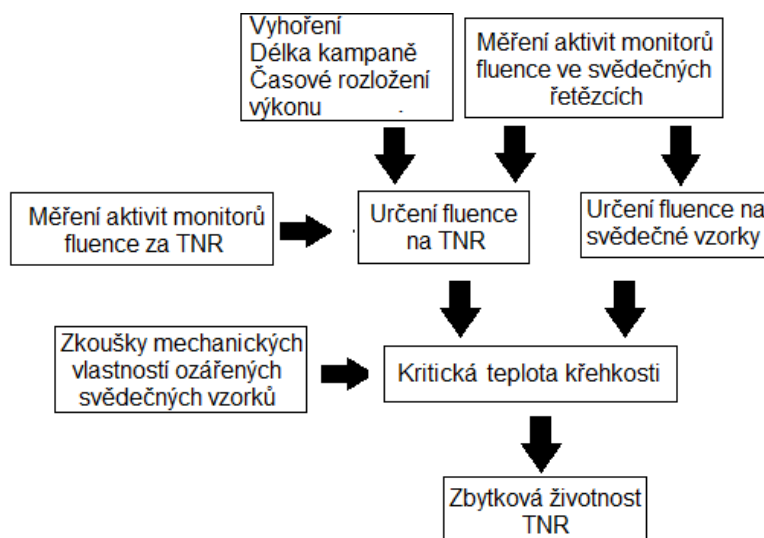 Vyhoření
Délka kampaně
Časové rozložení
výkonu
Měření aktivit monitorů
fluence ve svědečných
řetězcích
Měření aktivit monitorů
fluence za TNR
Určení fluence
na TNR
Určení fluence na
svědečné vzorky
Zkoušky mechanických
vlastností ozářených
svědečných vzorků
Kritická teplota křehkosti
Zbytková životnost
TNR